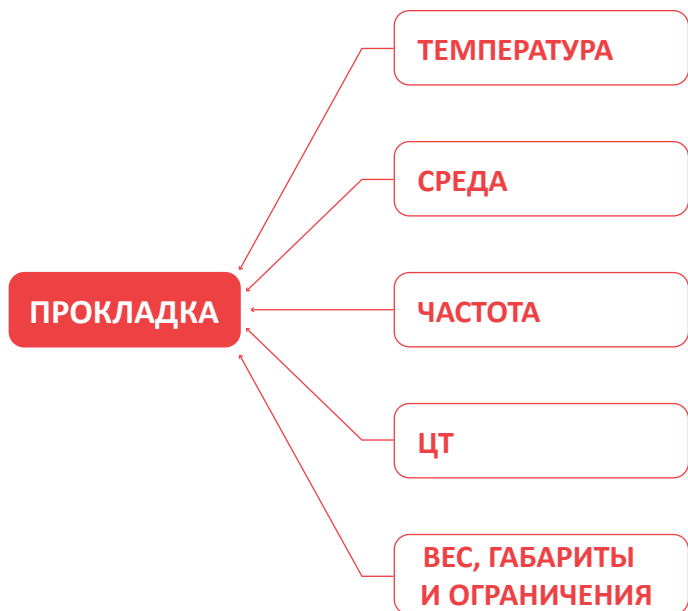 ТЕМПЕРАТУРА
СРЕДА
ПРОКЛАДКА
ЧАСТОТА
ЦТ
ВЕС, ГАБАРИТЫ
И ОГРАНИЧЕНИЯ